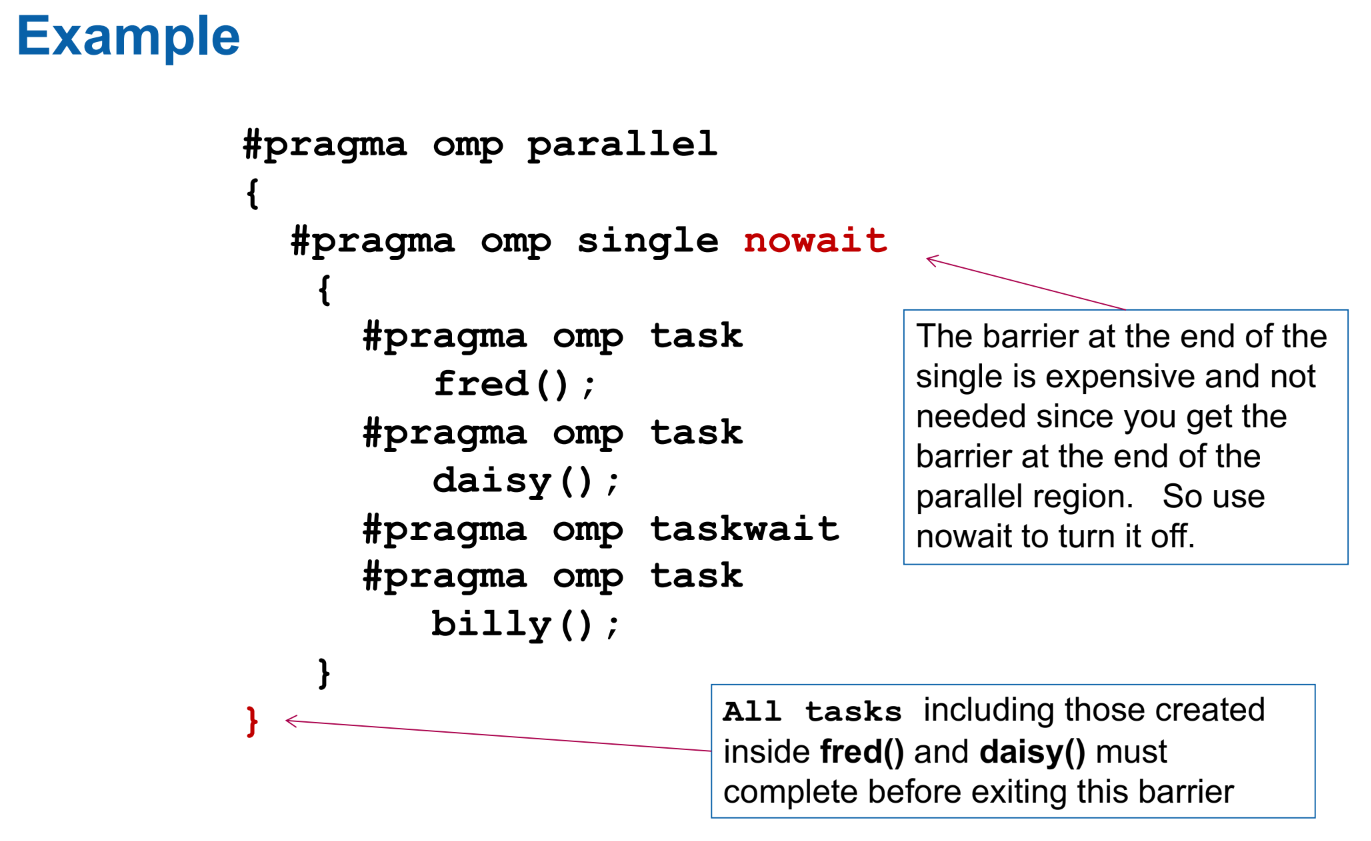 Example
#pragma omp parallel
{
#pragma omp single nowait
{
#pragma omp task
fred();
#pragma omp task
daisy();
#pragma omp taskwait
#pragma omp task
billy();
}
}
The barrier at the end of the
single is expensive and not
needed since you get the
barrier at the end of the
parallel region.   So use
nowait to turn it off.
All tasks including those created
inside fred() and daisy() must
complete before exiting this barrier